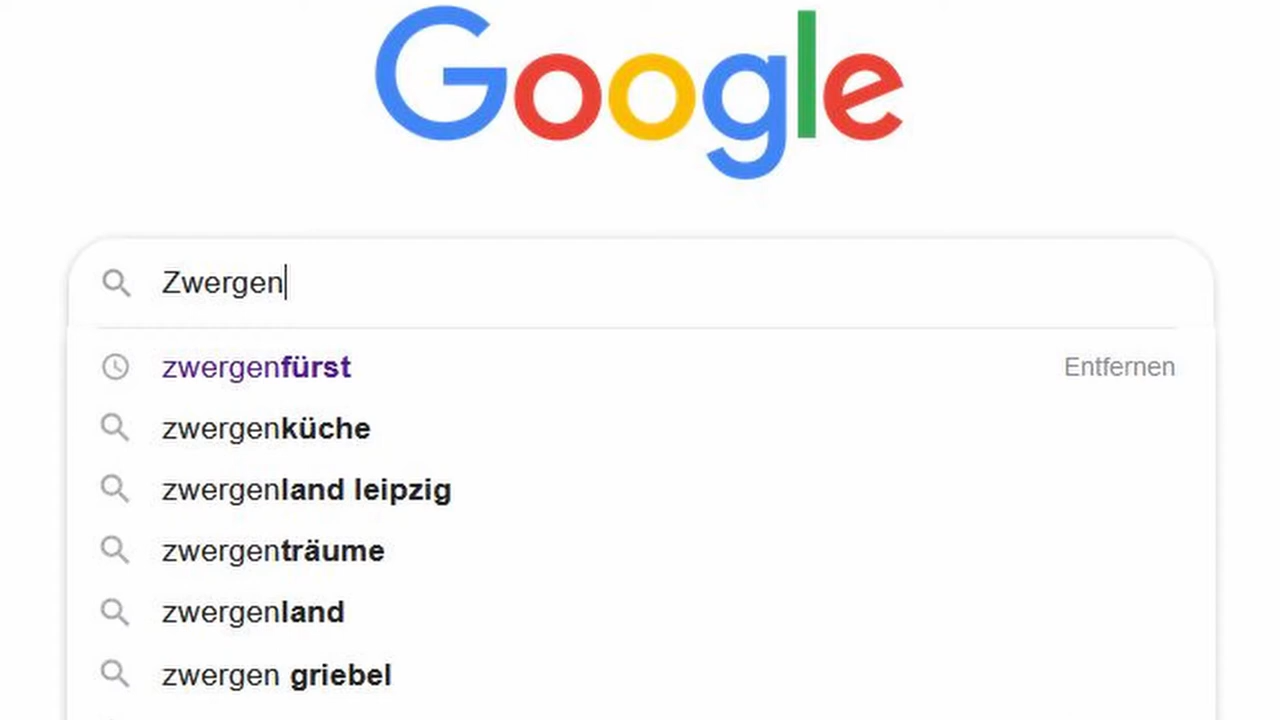 Google
Zwergen
zwergenfürst Entfernen
zwergenküche
zwergenland leipzig
zwergenträume
zwergenland
zwergen griebel